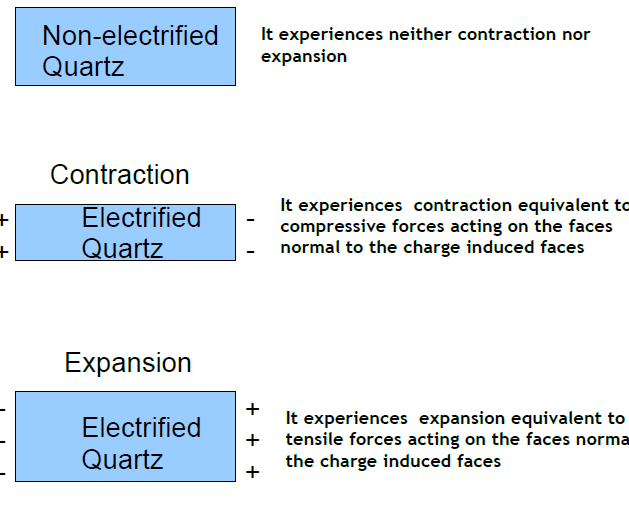 Non-electrified
Quartz
It experiences neither contraction nor
expansion
Contraction
+ Electrified -
+ Quartz -
It experiences  contraction equivalent to
compressive forces acting on the faces
normal to the charge induced faces
Expansion
- +
- Electrified +
- Quartz +
It experiences  expansion equivalent to
tensile forces acting on the faces norma
the charge induced faces